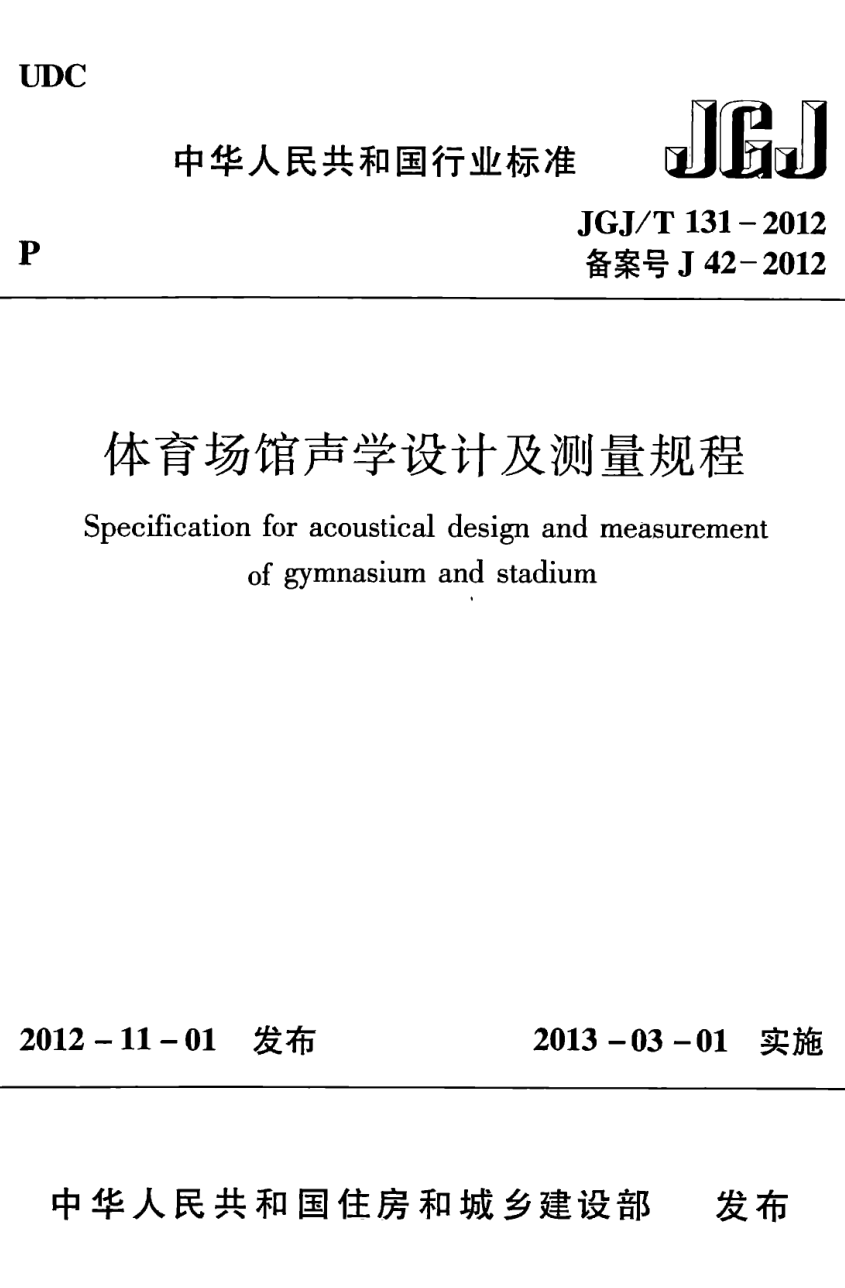 UDC
中华人民共和国行业标准
JGJ
JGJ/T 131－2012
P
备案号 J 42－2012
体育场馆声学设计及测量规程
Specification for acoustical design and measurement
of gymnasium and stadium
2012－11－01 发布
2013－03－01 实施
中华人民共和国住房和城乡建设部 发布